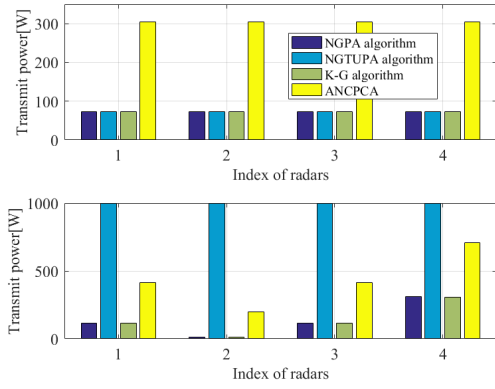 Transmit power[W]
300
200
100
0
NGPA algorithm
NGTUPA algorithm
K-G algorithm
ANCPCA
1 2 3 4
Index of radars
Transmit power[W]
1000
500
0
1 2 3 4
Index of radars